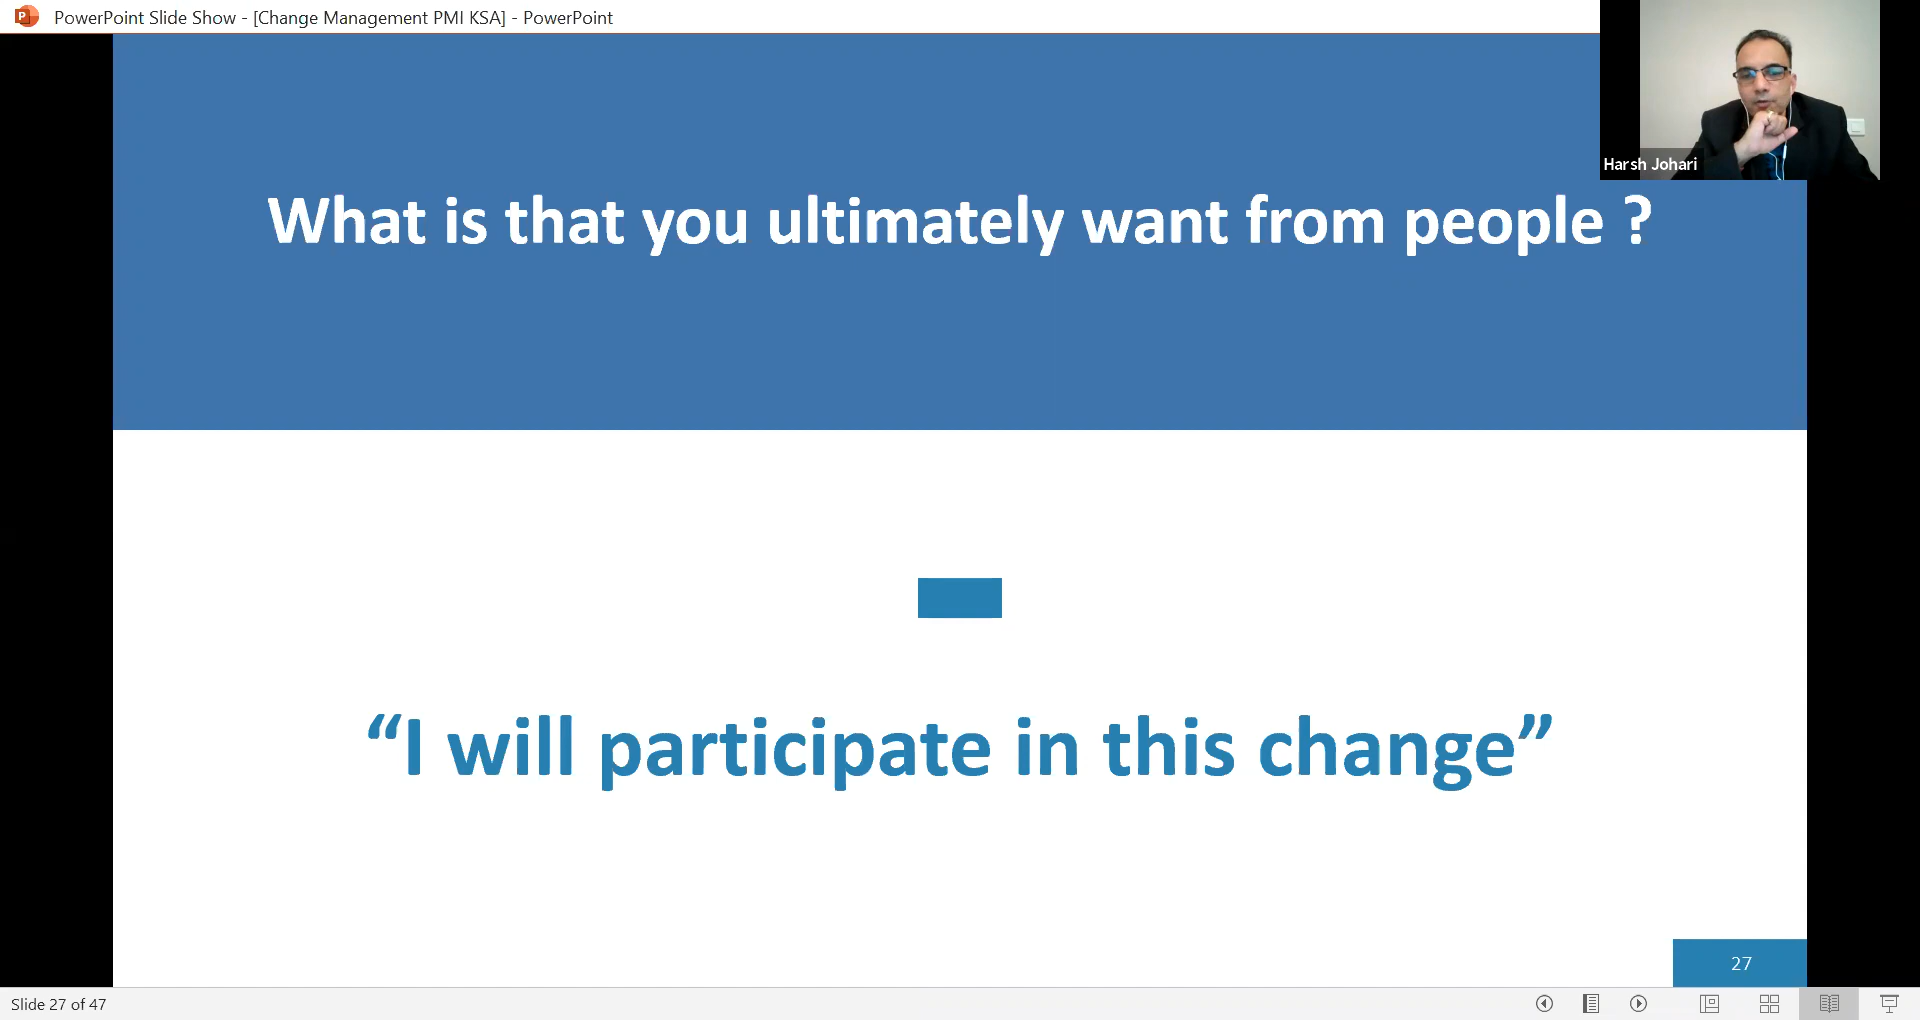 PowerPoint Slide Show - [Change Management PMI KSA] - PowerPoint
Harsh Johari
What is that you ultimately want from people ?
“I will participate in this change”
27
Slide 27 of 47